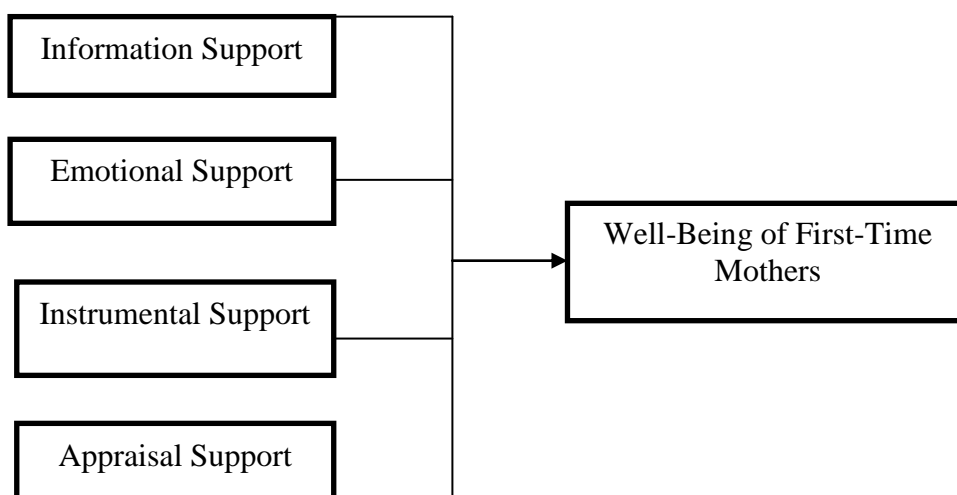 Information Support
Emotional Support
Instrumental Support
Appraisal Support
Well-Being of First-Time
Mothers